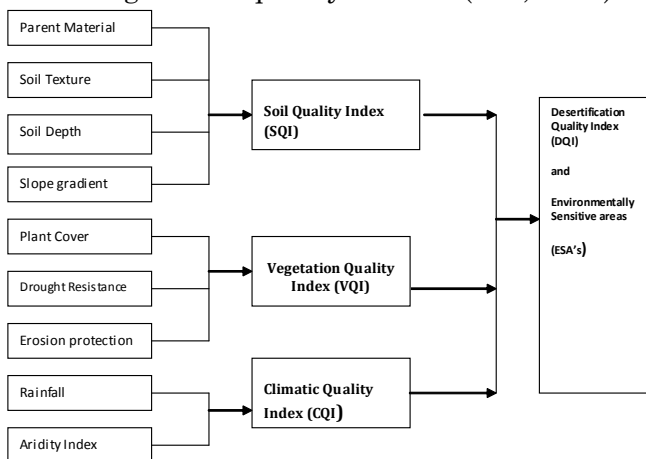 Parent Material
Soil Texture
Soil Depth
Slope gradient
Plant Cover
Drought Resistance
Erosion protection
Rainfall
Aridity Index
Soil Quality Index
(SQI)
Vegetation Quality
Index (VQI)
Climatic Quality
Index (CQI)
Desertification
Quality Index
(DQI)
and
Environmentally
Sensitive areas
(ESA's)